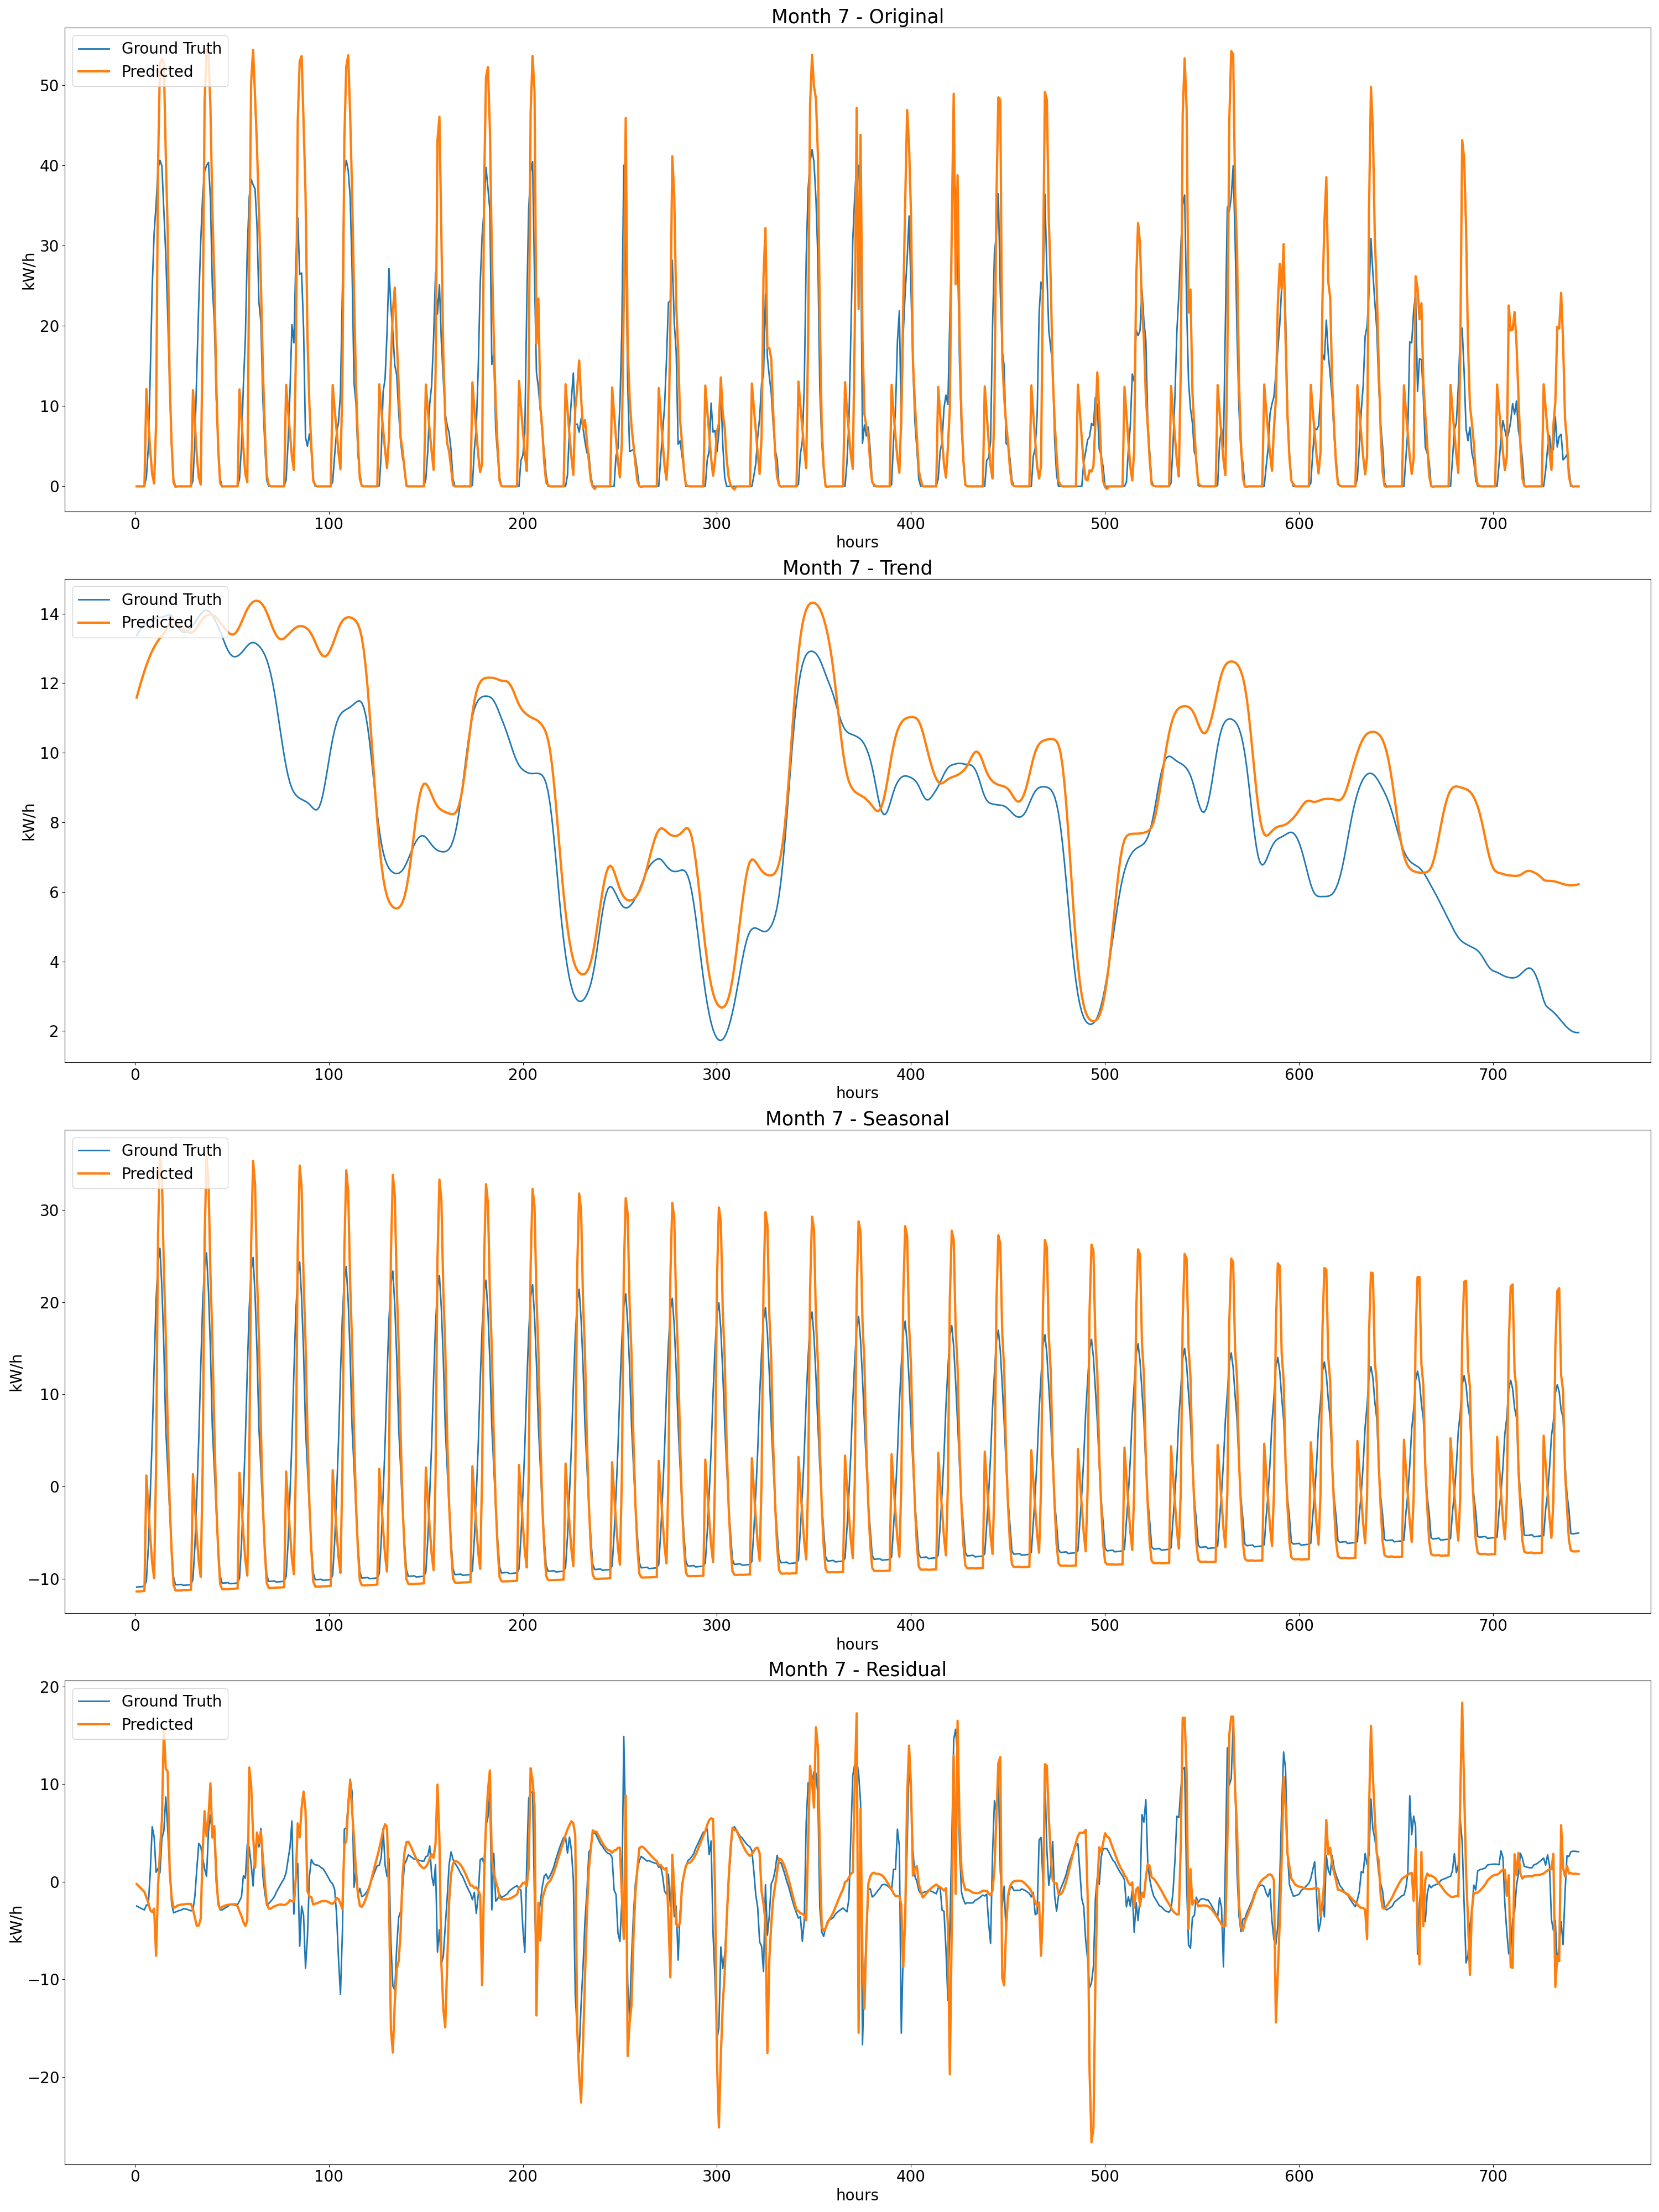 Month 7 - Original
Ground Truth
Predicted
kW/h
50
40
30
20
10
0
0 100 200 300 400 500 600 700
hours
Month 7 - Trend
Ground Truth
Predicted
kW/h
14
12
10
8
6
4
2
0 100 200 300 400 500 600 700
hours
Month 7 - Seasonal
Ground Truth
Predicted
kW/h
30
20
10
0
−10
0 100 200 300 400 500 600 700
hours
Month 7 - Residual
Ground Truth
Predicted
kW/h
20
10
0
−10
−20
0 100 200 300 400 500 600 700
hours